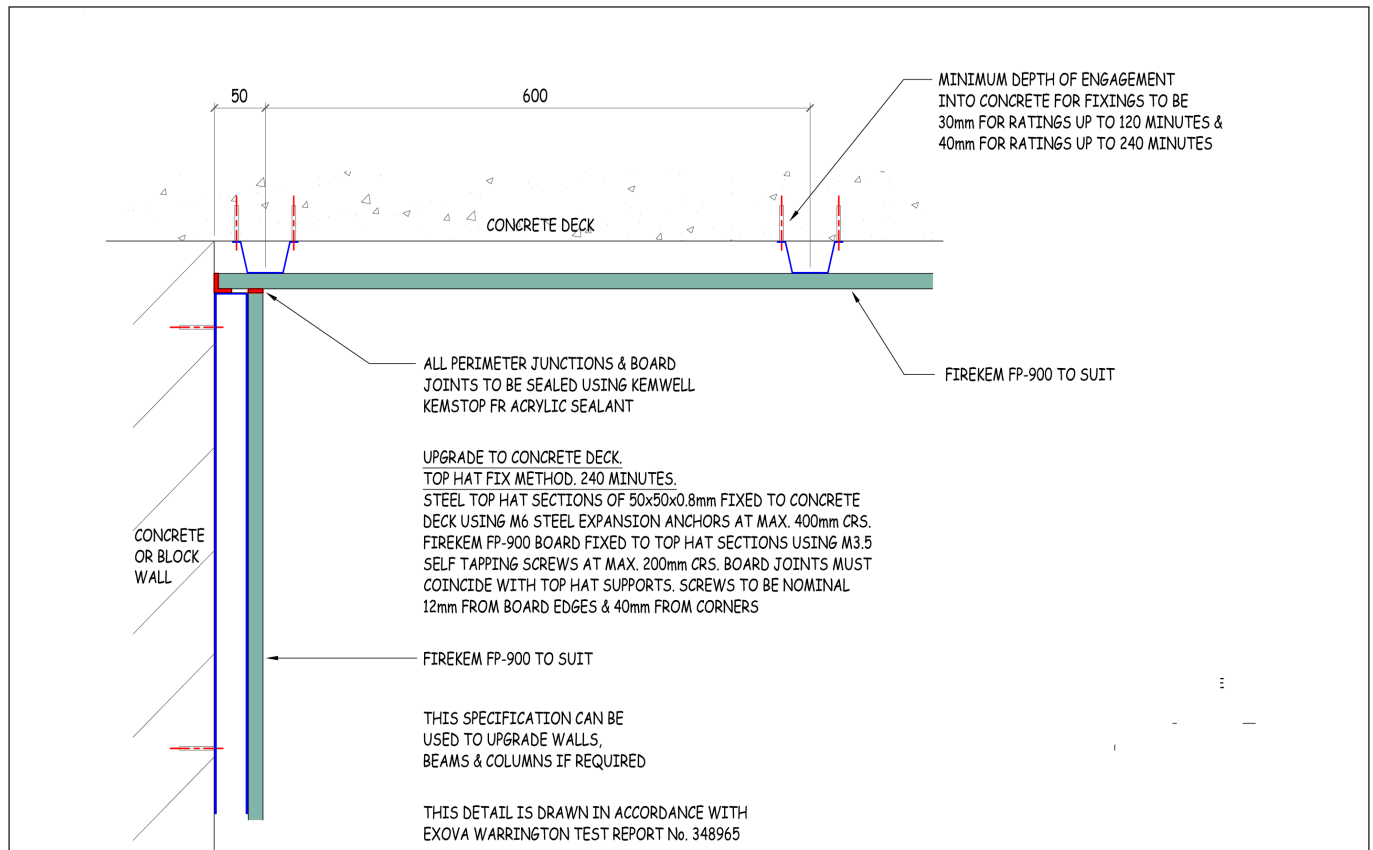 50
600
MINIMUM DEPTH OF ENGAGEMENT
INTO CONCRETE FOR FIXINGS TO BE
30mm FOR RATINGS UP TO 120 MINUTES &
40mm FOR RATINGS UP TO 240 MINUTES
CONCRETE DECK
ALL PERIMETER JUNCTIONS & BOARD
JOINTS TO BE SEALED USING KEMWELL
KEMSTOP FR ACRYLIC SEALANT
FIREKEM FP-900 TO SUIT
UPGRADE TO CONCRETE DECK.
TOP HAT FIX METHOD. 240 MINUTES.
STEEL TOP HAT SECTIONS OF 50x50x0.8mm FIXED TO CONCRETE
DECK USING M6 STEEL EXPANSION ANCHORS AT MAX. 400mm CRS.
FIREKEM FP-900 BOARD FIXED TO TOP HAT SECTIONS USING M3.5
SELF TAPPING SCREWS AT MAX. 200mm CRS. BOARD JOINTS MUST
COINCIDE WITH TOP HAT SUPPORTS. SCREWS TO BE NOMINAL
12mm FROM BOARD EDGES & 40mm FROM CORNERS
CONCRETE
OR BLOCK
WALL
FIREKEM FP-900 TO SUIT
THIS SPECIFICATION CAN BE
USED TO UPGRADE WALLS,
BEAMS & COLUMNS IF REQUIRED
THIS DETAIL IS DRAWN IN ACCORDANCE WITH
EXOVA WARRINGTON TEST REPORT No. 348965